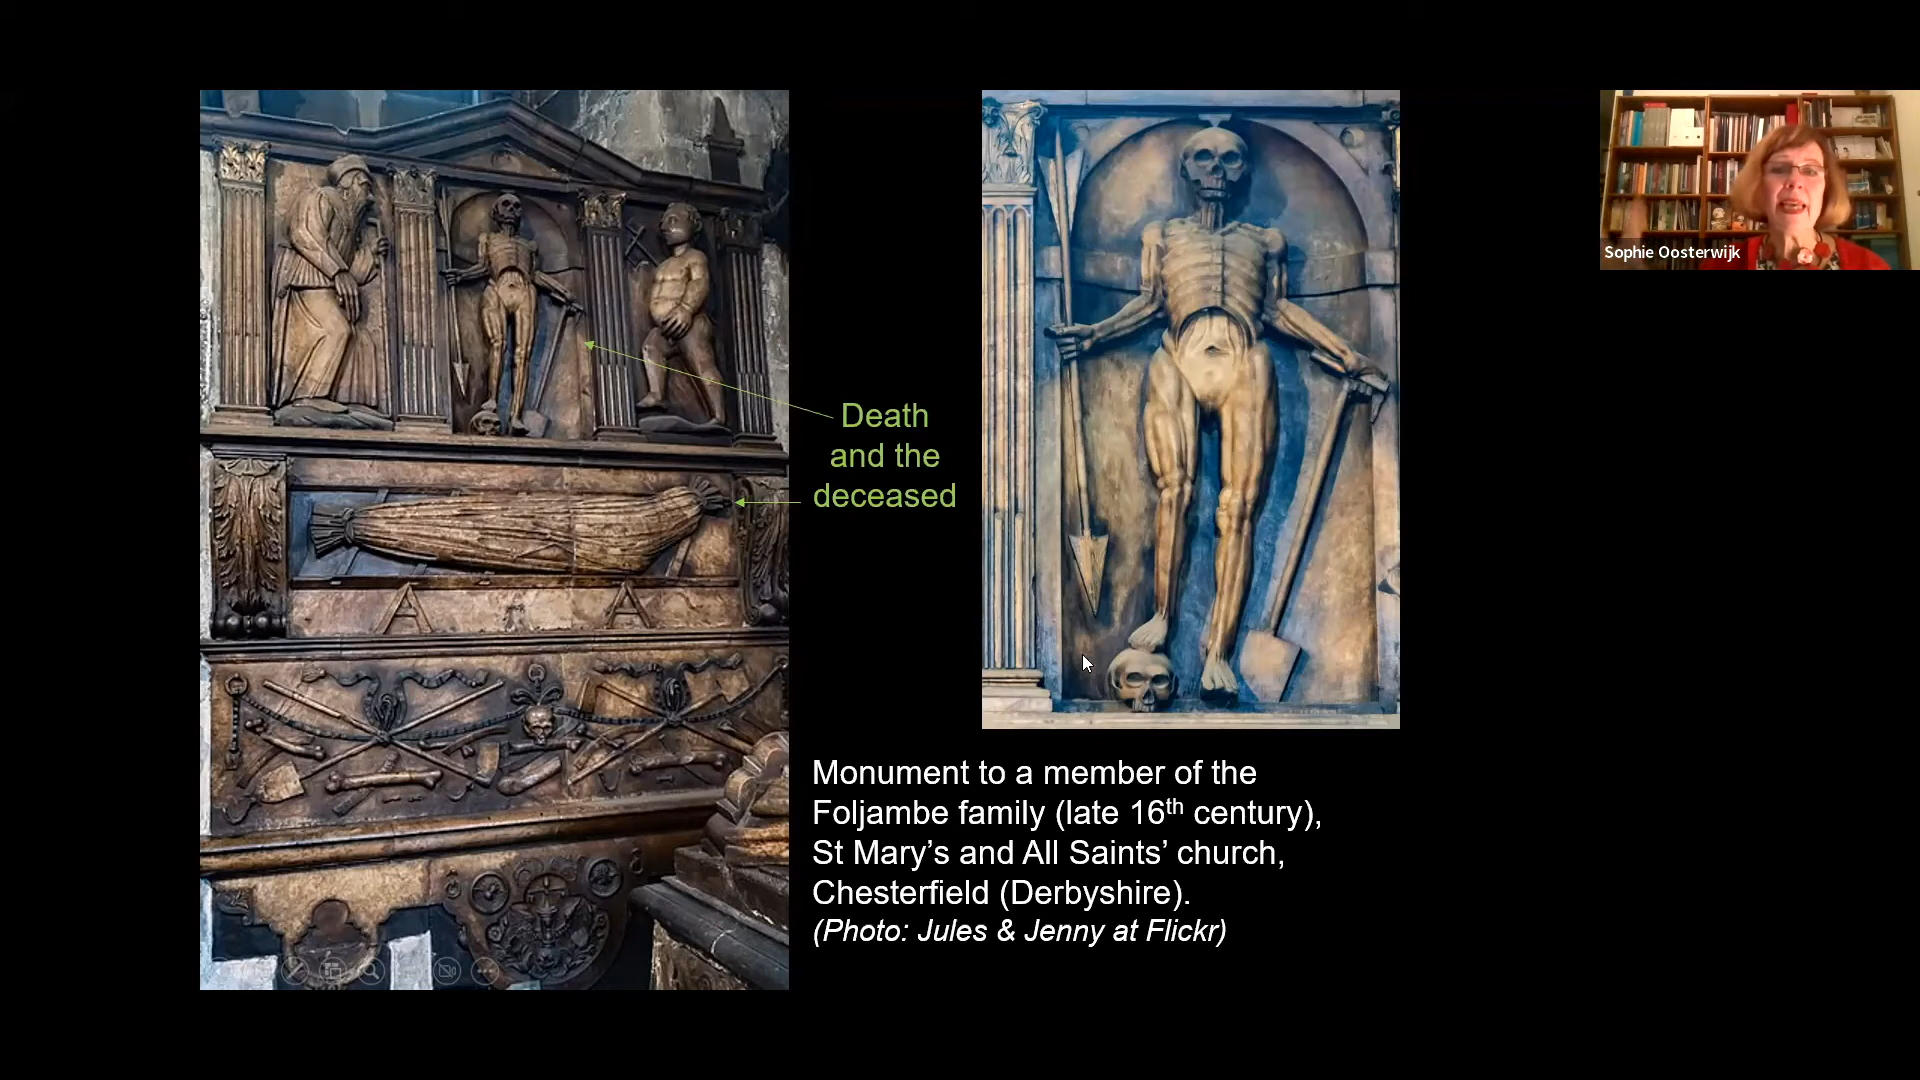 Sophie Oosterwijk
Death
and the
deceased
A A A
Monument to a member of the
Foljambe family (late 16th century),
St Mary’s and All Saints’ church,
Chesterfield (Derbyshire).
(Photo: Jules & Jenny at Flickr)